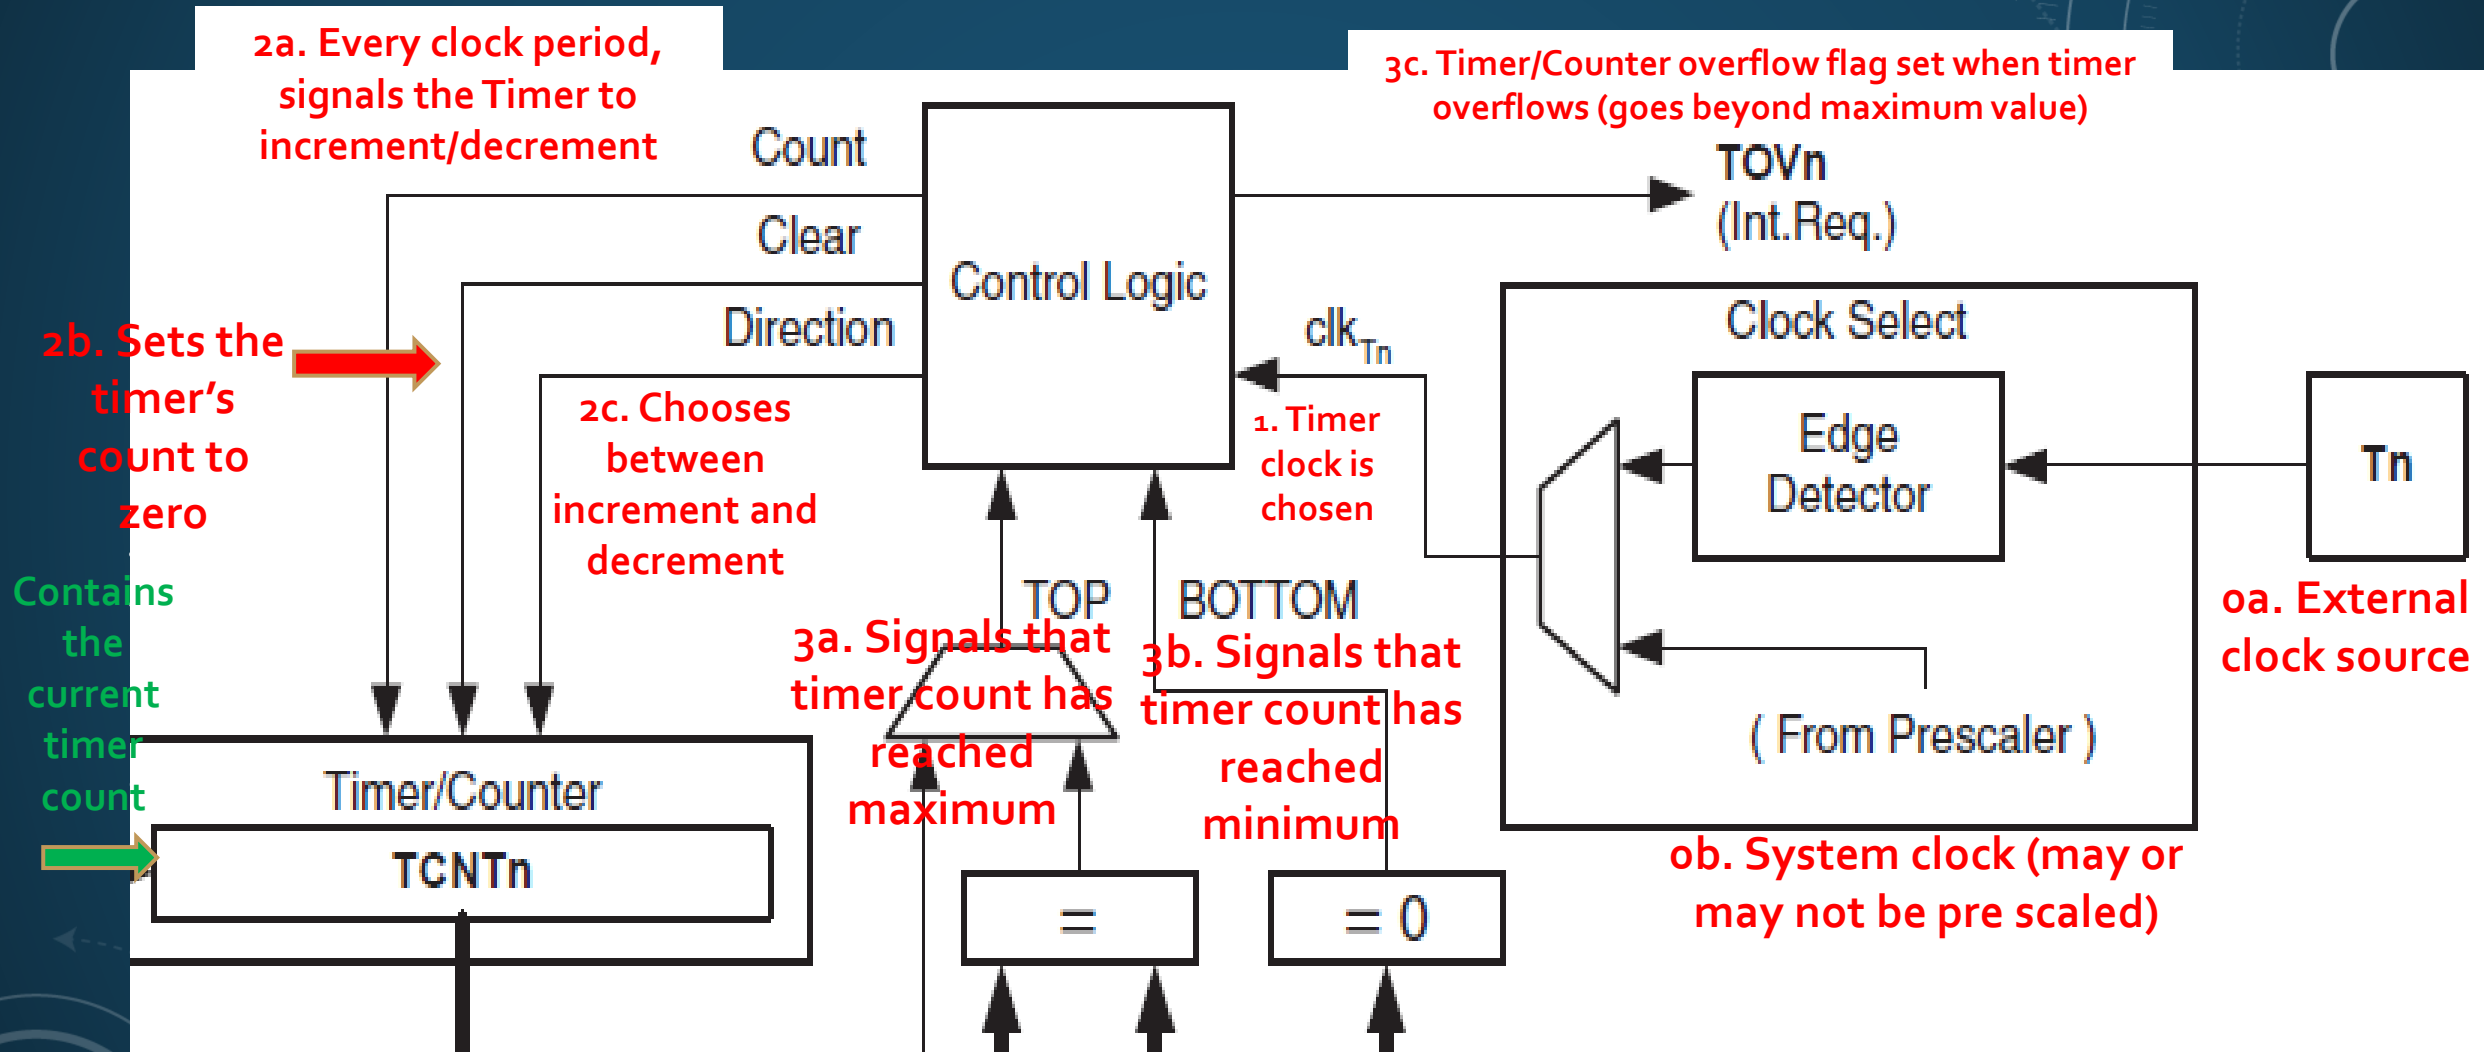 2a. Every clock period,
signals the Timer to
increment/decrement
3c. Timer/Counter overflow flag set when timer
overflows (goes beyond maximum value)
Count
TOVn
(Int.Req.)
Clear
Control Logic
Direction
clkTn
Clock Select
2b. Sets the
timer's
count to
zero
2c. Chooses
between
increment and
decrement
1. Timer
clock is
chosen
Edge
Detector
Tn
0a. External
clock source
TOP
BOTTOM
3a. Signals that
timer count has
reached
maximum
3b. Signals that
timer count has
reached
minimum
( From Prescaler )
0b. System clock (may or
may not be pre scaled)
Contains
the
current
timer
count
Timer/Counter
TCNTn
=
= 0